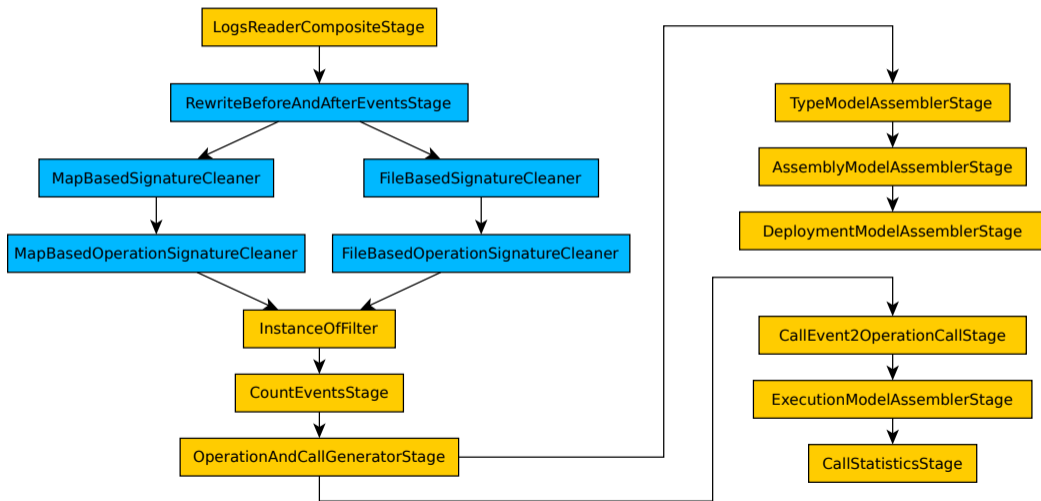 LogsReaderCompositeStage
RewriteBeforeAndAfterEventsStage
MapBasedSignatureCleaner
FileBasedSignatureCleaner
MapBasedOperationSignatureCleaner
FileBasedOperationSignatureCleaner
InstanceOfFilter
CountEventsStage
OperationAndCallGeneratorStage
TypeModelAssemblerStage
AssemblyModelAssemblerStage
DeploymentModelAssemblerStage
CallEvent2OperationCallStage
ExecutionModelAssemblerStage
CallStatisticsStage